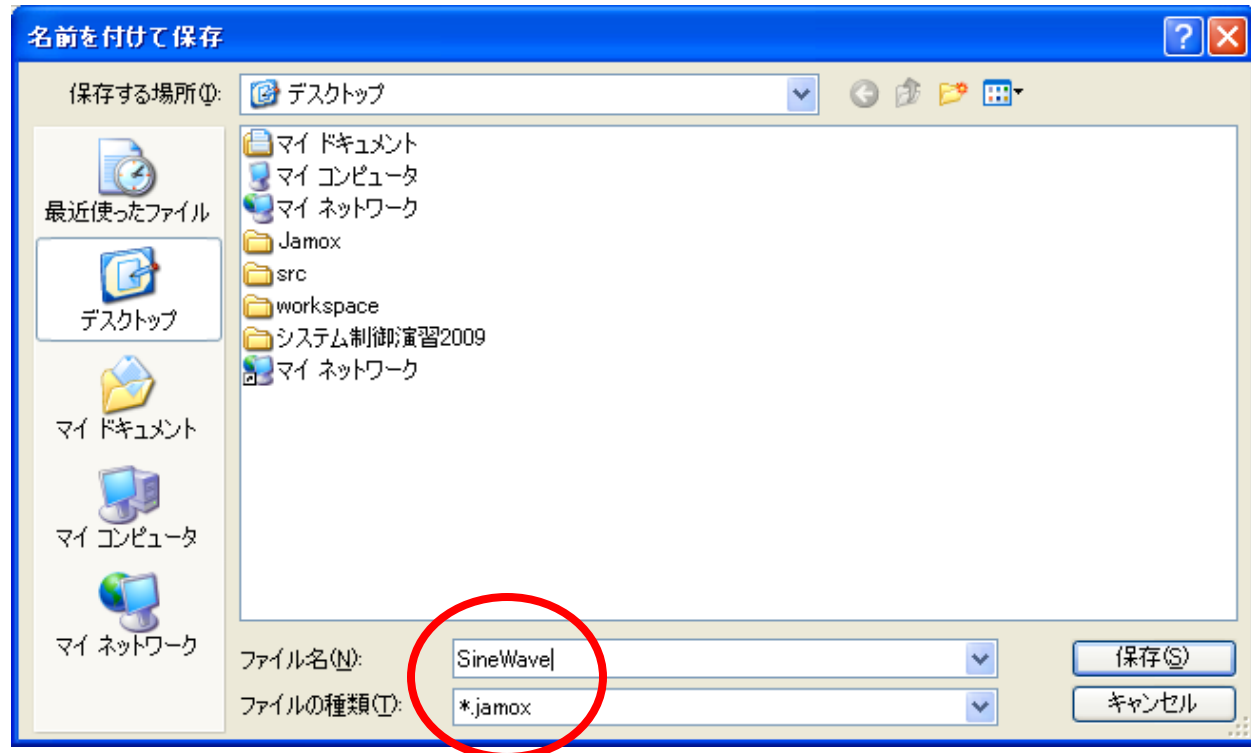 名前を付けて保存
保存する場所(I):
デスクトップ
最近使ったファイル
デスクトップ
マイ ドキュメント
マイ コンピュータ
マイ ネットワーク
マイ ドキュメント
マイ コンピュータ
マイ ネットワーク
Jamox
src
workspace
システム制御演習2009
マイ ネットワーク
ファイル名(N):
SineWave
保存(S)
ファイルの種類(T):
*.jamox
キャンセル